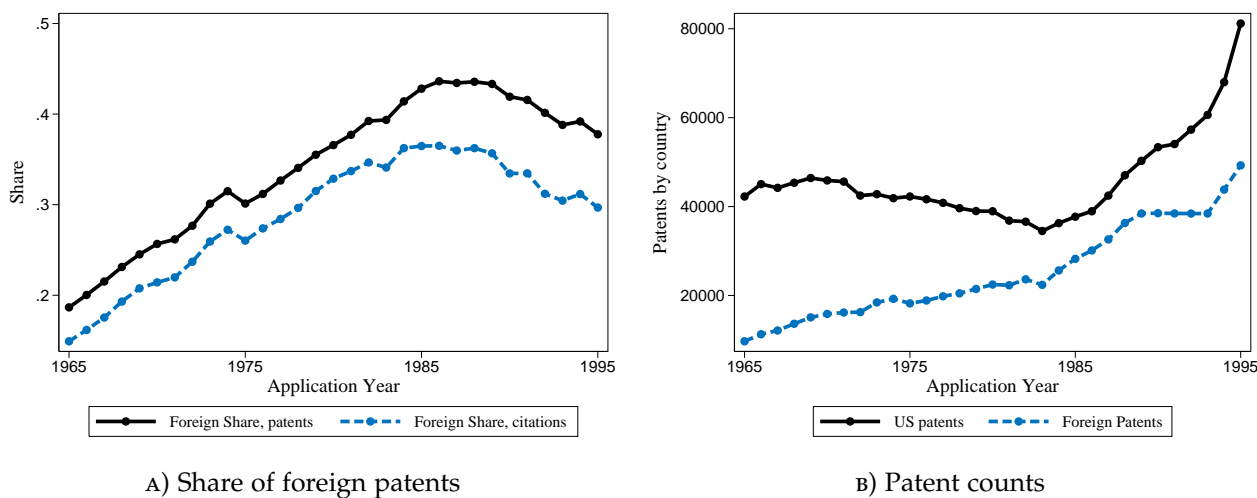 .5
.4
.3
.2
Share
1965 1975 1985 1995
Application Year
Foreign Share, patents Foreign Share, citations
A) Share of foreign patents
80000
60000
40000
20000
Patents by country
1965 1975 1985 1995
Application Year
US patents Foreign Patents
B) Patent counts